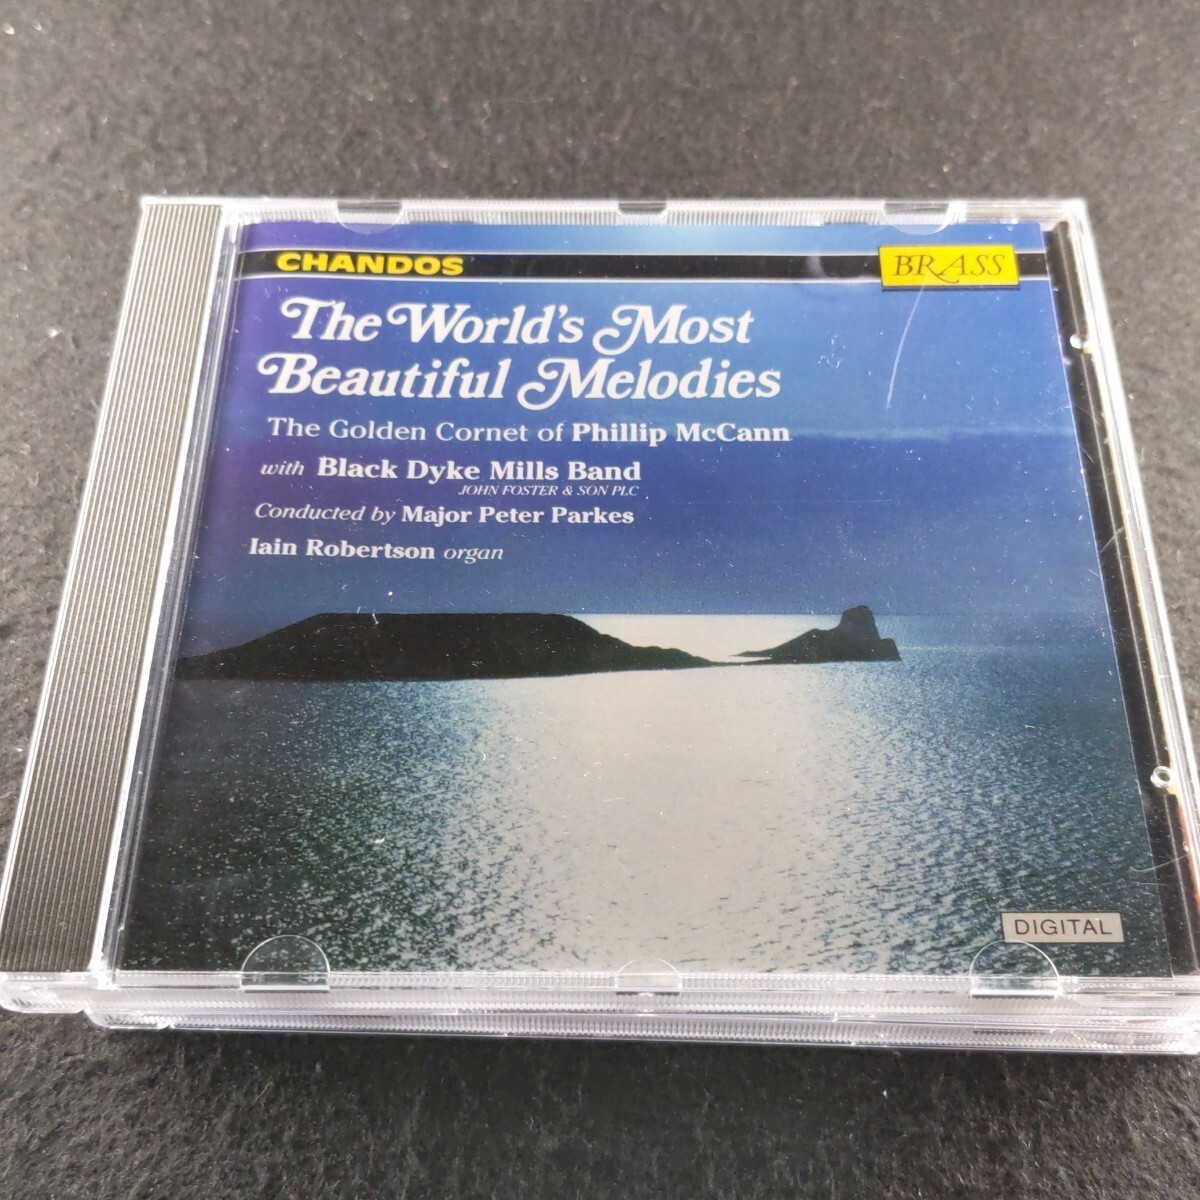 CHANDOS
BRASS
The World's Most
Beautiful Melodies
The Golden Cornet of Phillip McCann
with Black Dyke Mills Band
JOHN FOSTER & SON PLC
Conducted by Major Peter Parkes
Iain Robertson organ
DIGITAL